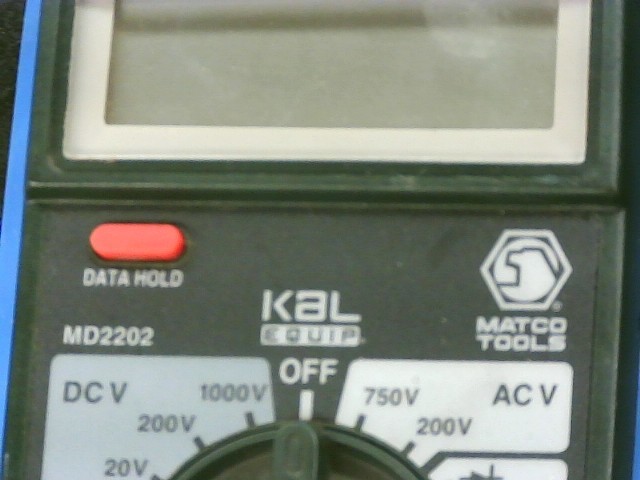 DATA HOLD
MD2202
KAL
EQUIP.
MATCO
TOOLS®
OFF
DC V
1000V
200V
20V
750V
AC V
200V